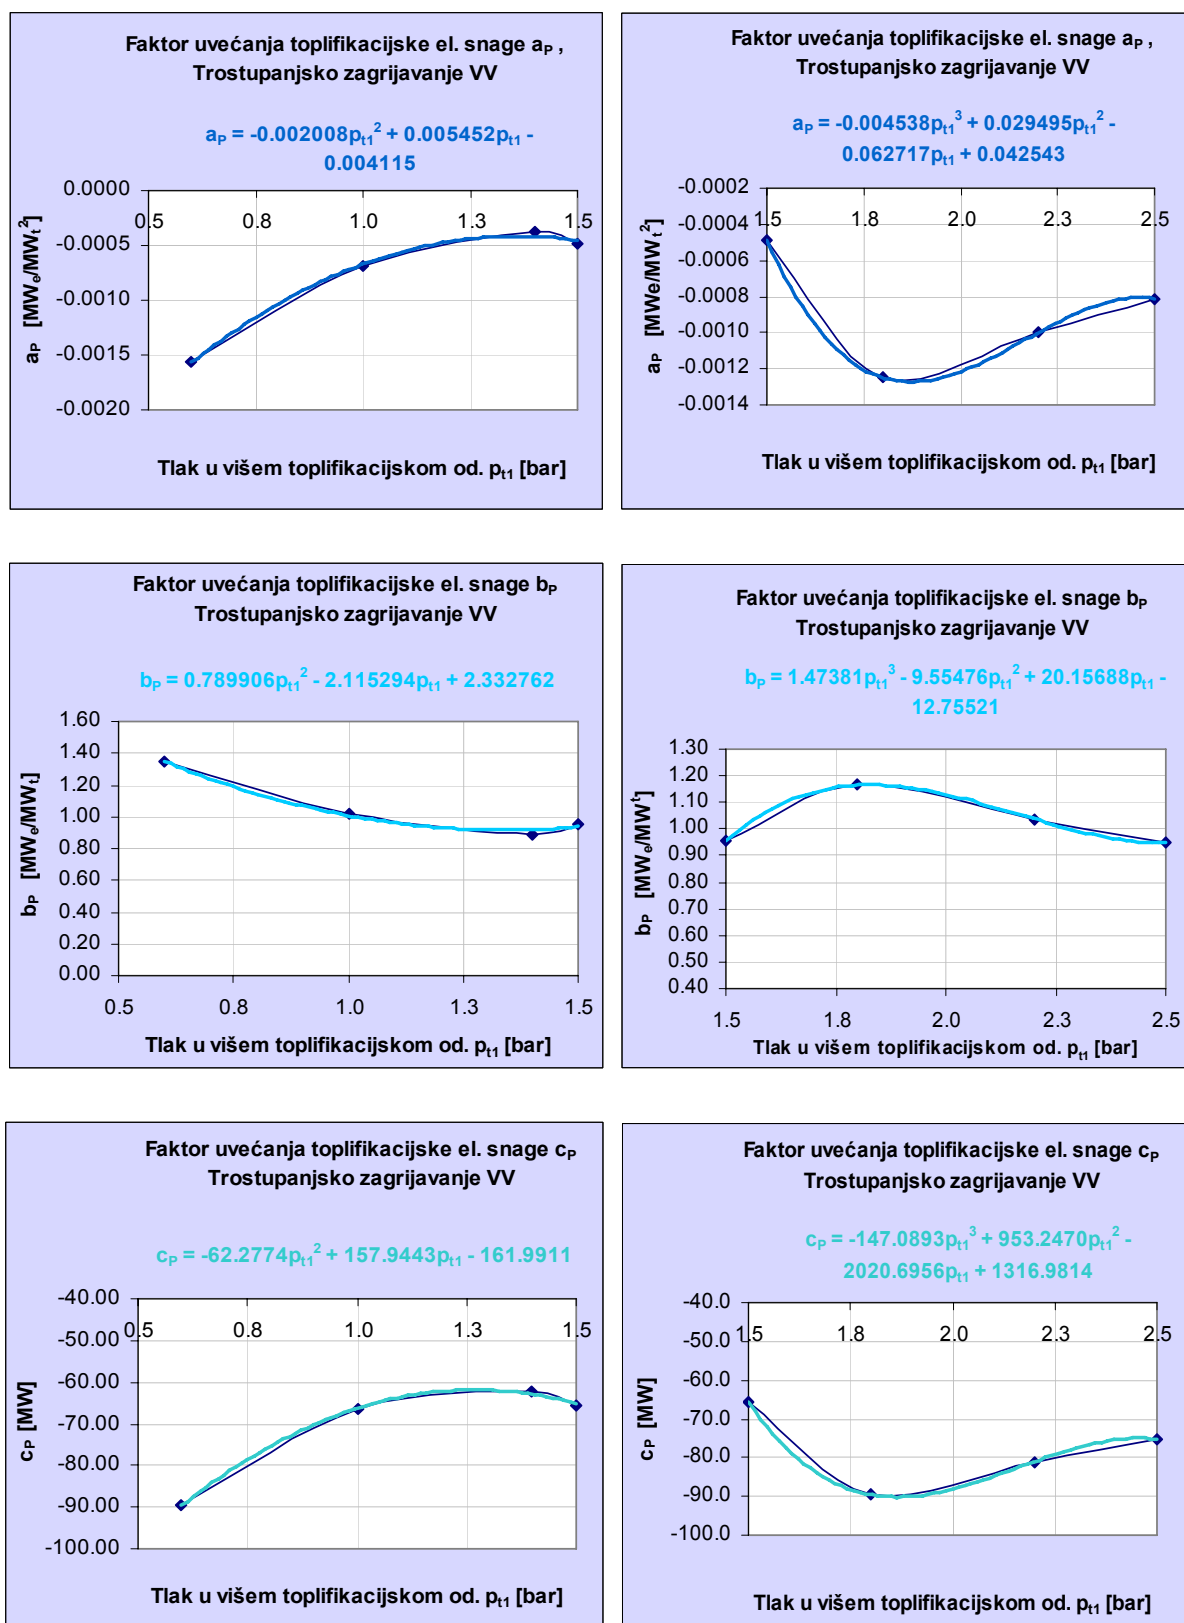 Faktor uvećanja toplifikacijske el. snage aP ,
Trostupanjsko zagrijavanje VV
aP = -0.002008pt1² + 0.005452pt1 -
0.004115
0.0000
-0.0005
-0.0010
-0.0015
-0.0020
0.5 0.8 1.0 1.3 1.5
aP [MWe/MWt²]
Tlak u višem toplifikacijskom od. pt1 [bar]
Faktor uvećanja toplifikacijske el. snage aP ,
Trostupanjsko zagrijavanje VV
aP = -0.004538pt1³ + 0.029495pt1² -
0.062717pt1 + 0.042543
-0.0002
-0.0004
-0.0006
-0.0008
-0.0010
-0.0012
-0.0014
1.5 1.8 2.0 2.3 2.5
aP [MWe/MWt²]
Tlak u višem toplifikacijskom od. pt1 [bar]
Faktor uvećanja toplifikacijske el. snage bP
Trostupanjsko zagrijavanje VV
bP = 0.789906pt1² - 2.115294pt1 + 2.332762
1.60
1.40
1.20
1.00
0.80
0.60
0.40
0.20
0.00
0.5 0.8 1.0 1.3 1.5
bP [MWe/MWt]
Tlak u višem toplifikacijskom od. pt1 [bar]
Faktor uvećanja toplifikacijske el. snage bP
Trostupanjsko zagrijavanje VV
bP = 1.47381pt1³ - 9.55476pt1² + 20.15688pt1 -
12.75521
1.30
1.20
1.10
1.00
0.90
0.80
0.70
0.60
0.50
0.40
1.5 1.8 2.0 2.3 2.5
bP [MWe/MWt]
Tlak u višem toplifikacijskom od. pt1 [bar]
Faktor uvećanja toplifikacijske el. snage cP
Trostupanjsko zagrijavanje VV
cP = -62.2774pt1² + 157.9443pt1 - 161.9911
-40.00
-50.00
-60.00
-70.00
-80.00
-90.00
-100.00
0.5 0.8 1.0 1.3 1.5
cP [MW]
Tlak u višem toplifikacijskom od. pt1 [bar]
Faktor uvećanja toplifikacijske el. snage cP
Trostupanjsko zagrijavanje VV
cP = -147.0893pt1³ + 953.2470pt1² -
2020.6956pt1 + 1316.9814
-40.0
-50.0
-60.0
-70.0
-80.0
-90.0
-100.0
1.5 1.8 2.0 2.3 2.5
cP [MW]
Tlak u višem toplifikacijskom od. pt1 [bar]